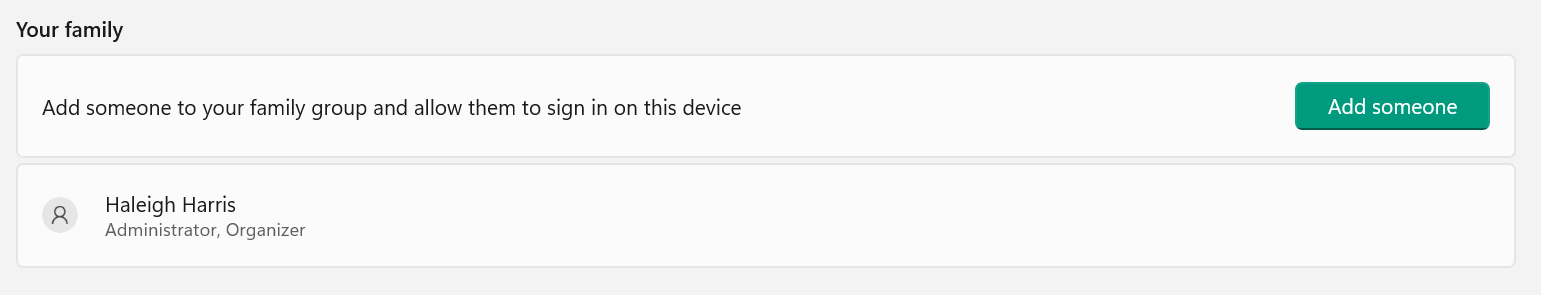 Your family
Add someone to your family group and allow them to sign in on this device
Add someone
Haleigh Harris
Administrator, Organizer